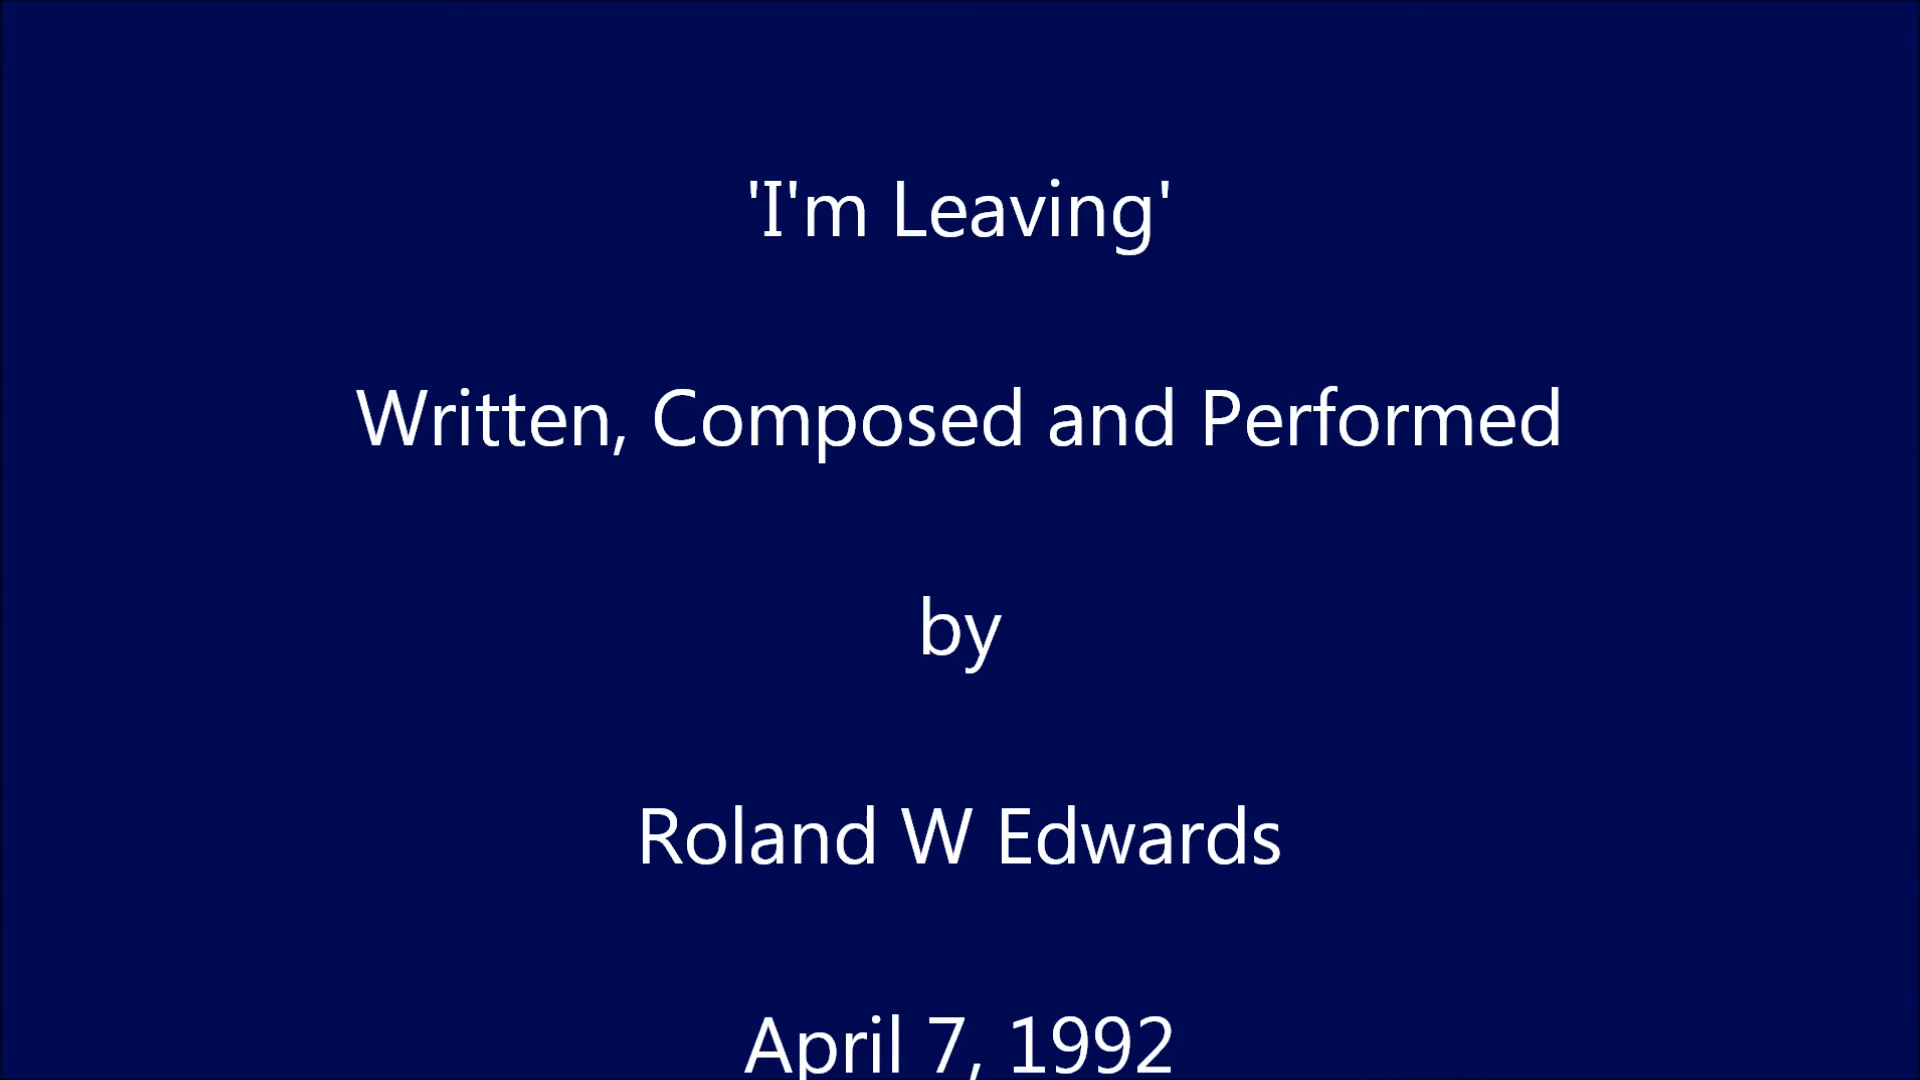 'I'm Leaving'
Written, Composed and Performed
by
Roland W Edwards
April 7, 1992